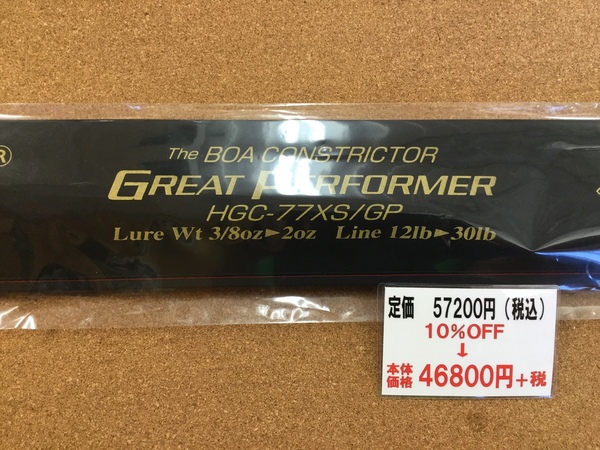 The BOA CONSTRICTOR
GREAT PERFORMER
HGC-77XS/GP
Lure Wt 3/8oz►2oz Line 12lb►30lb
定価 57200円(税込)
10%OFF
↓
本体価格 46800円+税